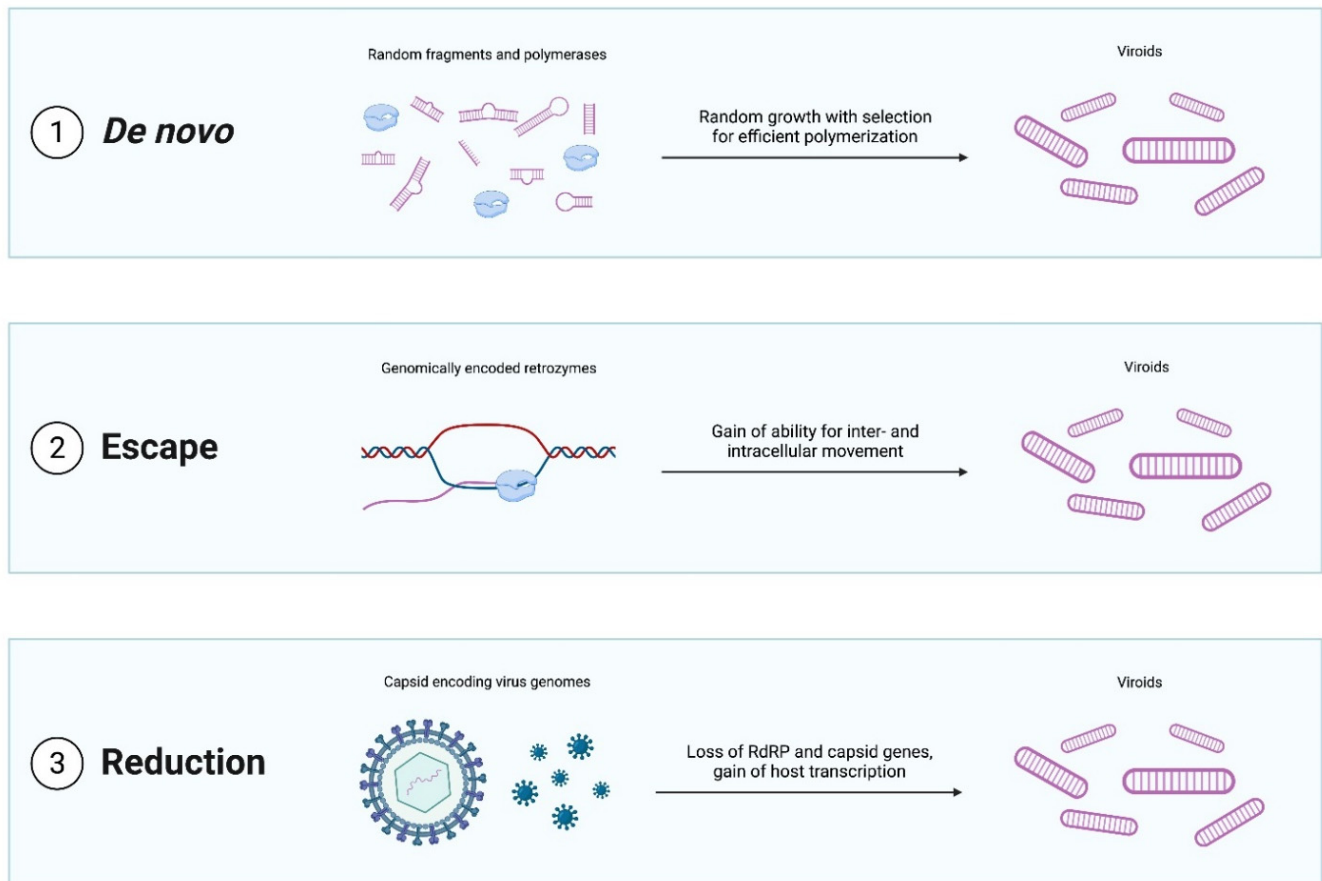 Random fragments and polymerases
Viroids
1 De novo
Random growth with selection
for efficient polymerization
Genomically encoded retrozymes
Viroids
2 Escape
Gain of ability for inter- and
intracellular movement
Capsid encoding virus genomes
Viroids
3 Reduction
Loss of RdRP and capsid genes,
gain of host transcription